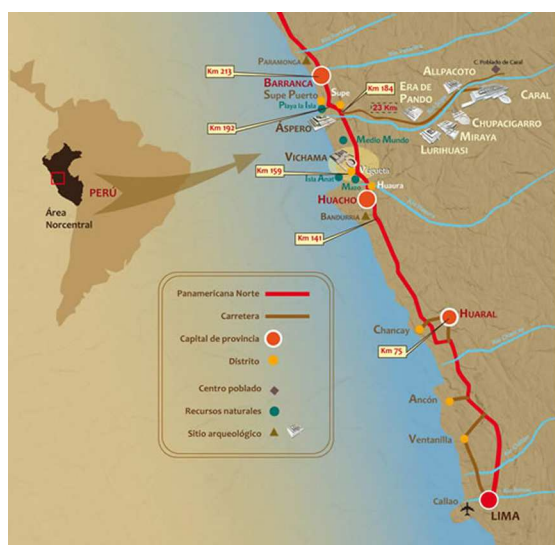 PARAMONGA
Km 213
BARRANCA
Supe Puerto
Playa la Isla
Supe
Km 184
23 Km
ERA DE
PANDO
ALLPACOTO
C. Poblado de Caral
CARAL
CHUPACIGARRO
MIRAYA
LURIHUASI
Km 192
ÁSPERO
Medio Mundo
VICHAMA
Végueta
Km 159
Huaura
HUACHO
BANDURRIA
Km 141
PERÚ
Área
Norcentral
Panamericana Norte
Carretera
Capital de provincia
Distrito
Centro poblado
Recursos naturales
Sitio arqueológico
HUARAL
Chancay
Km 75
Ancón
Ventanilla
Callao
LIMA